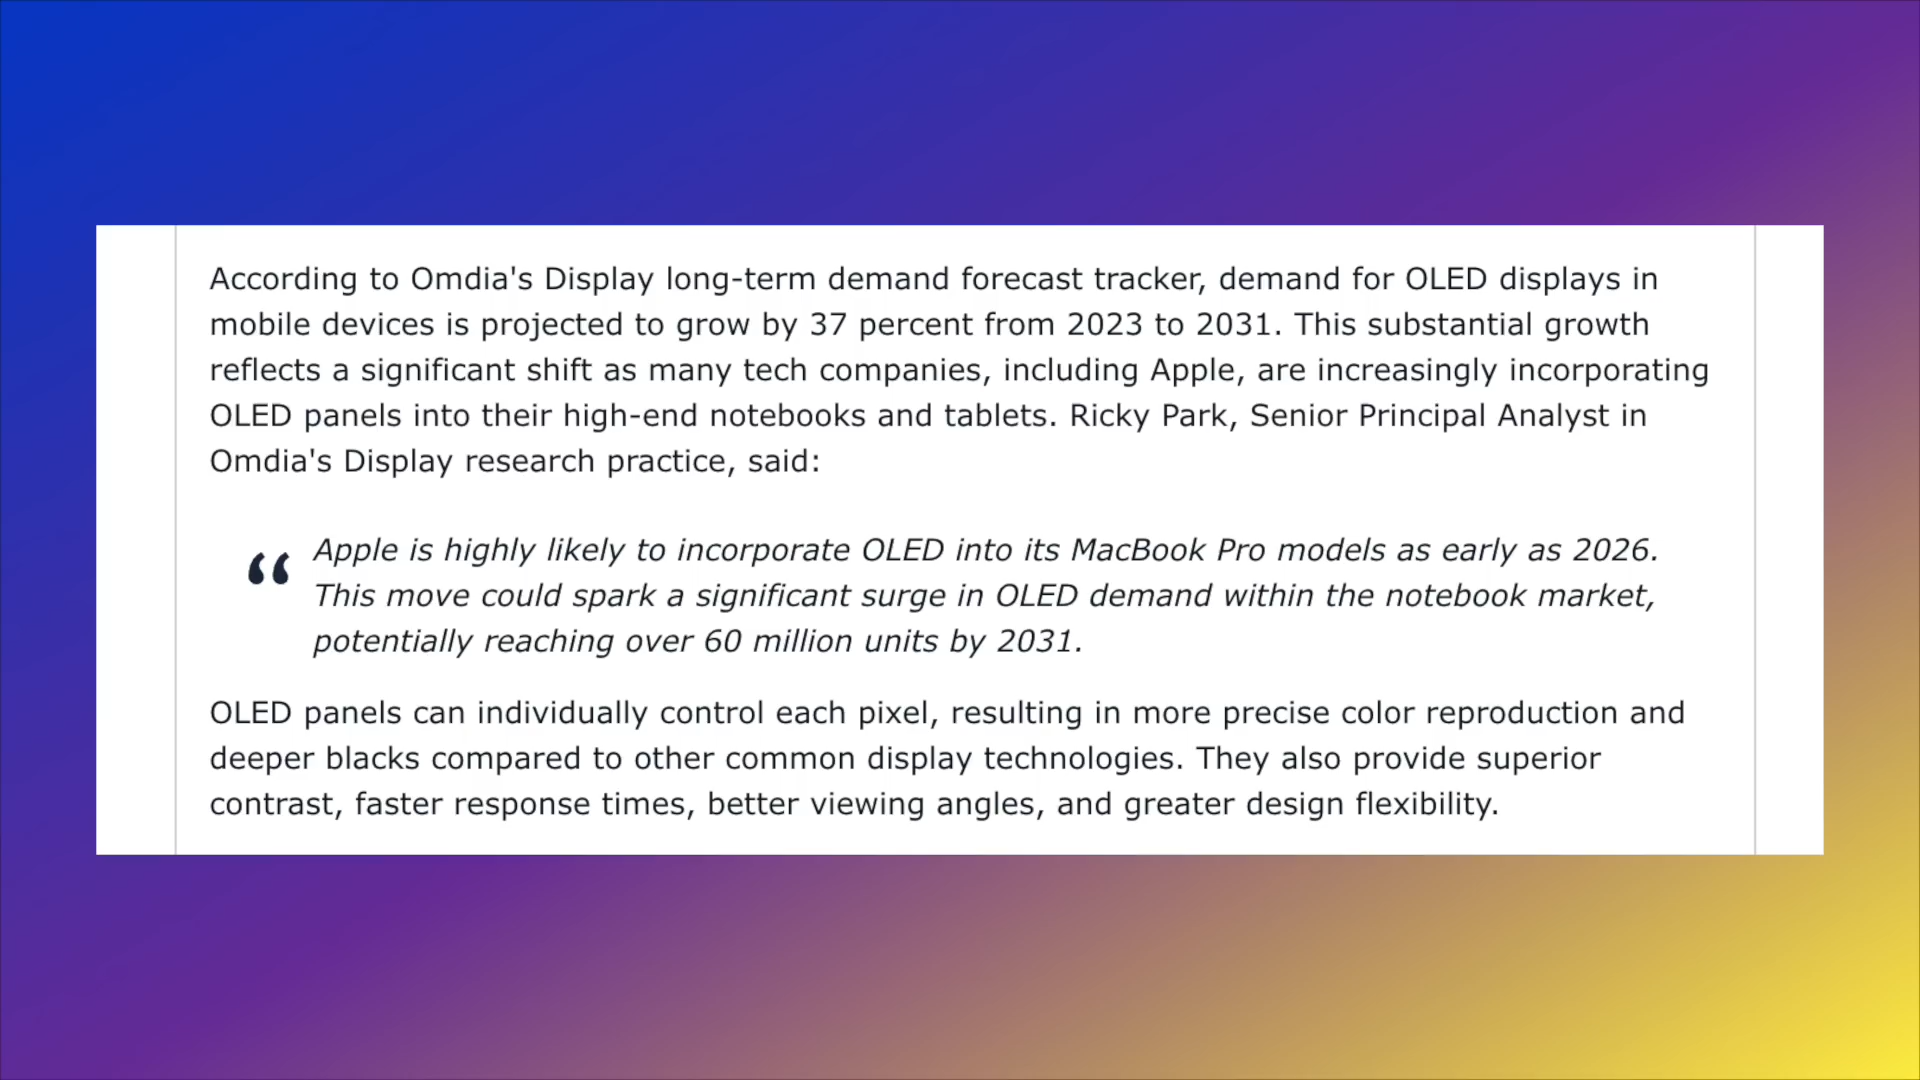 According to Omdia's Display long-term demand forecast tracker, demand for OLED displays in
mobile devices is projected to grow by 37 percent from 2023 to 2031. This substantial growth
reflects a significant shift as many tech companies, including Apple, are increasingly incorporating
OLED panels into their high-end notebooks and tablets. Ricky Park, Senior Principal Analyst in
Omdia's Display research practice, said:
“ Apple is highly likely to incorporate OLED into its MacBook Pro models as early as 2026.
This move could spark a significant surge in OLED demand within the notebook market,
potentially reaching over 60 million units by 2031.
OLED panels can individually control each pixel, resulting in more precise color reproduction and
deeper blacks compared to other common display technologies. They also provide superior
contrast, faster response times, better viewing angles, and greater design flexibility.